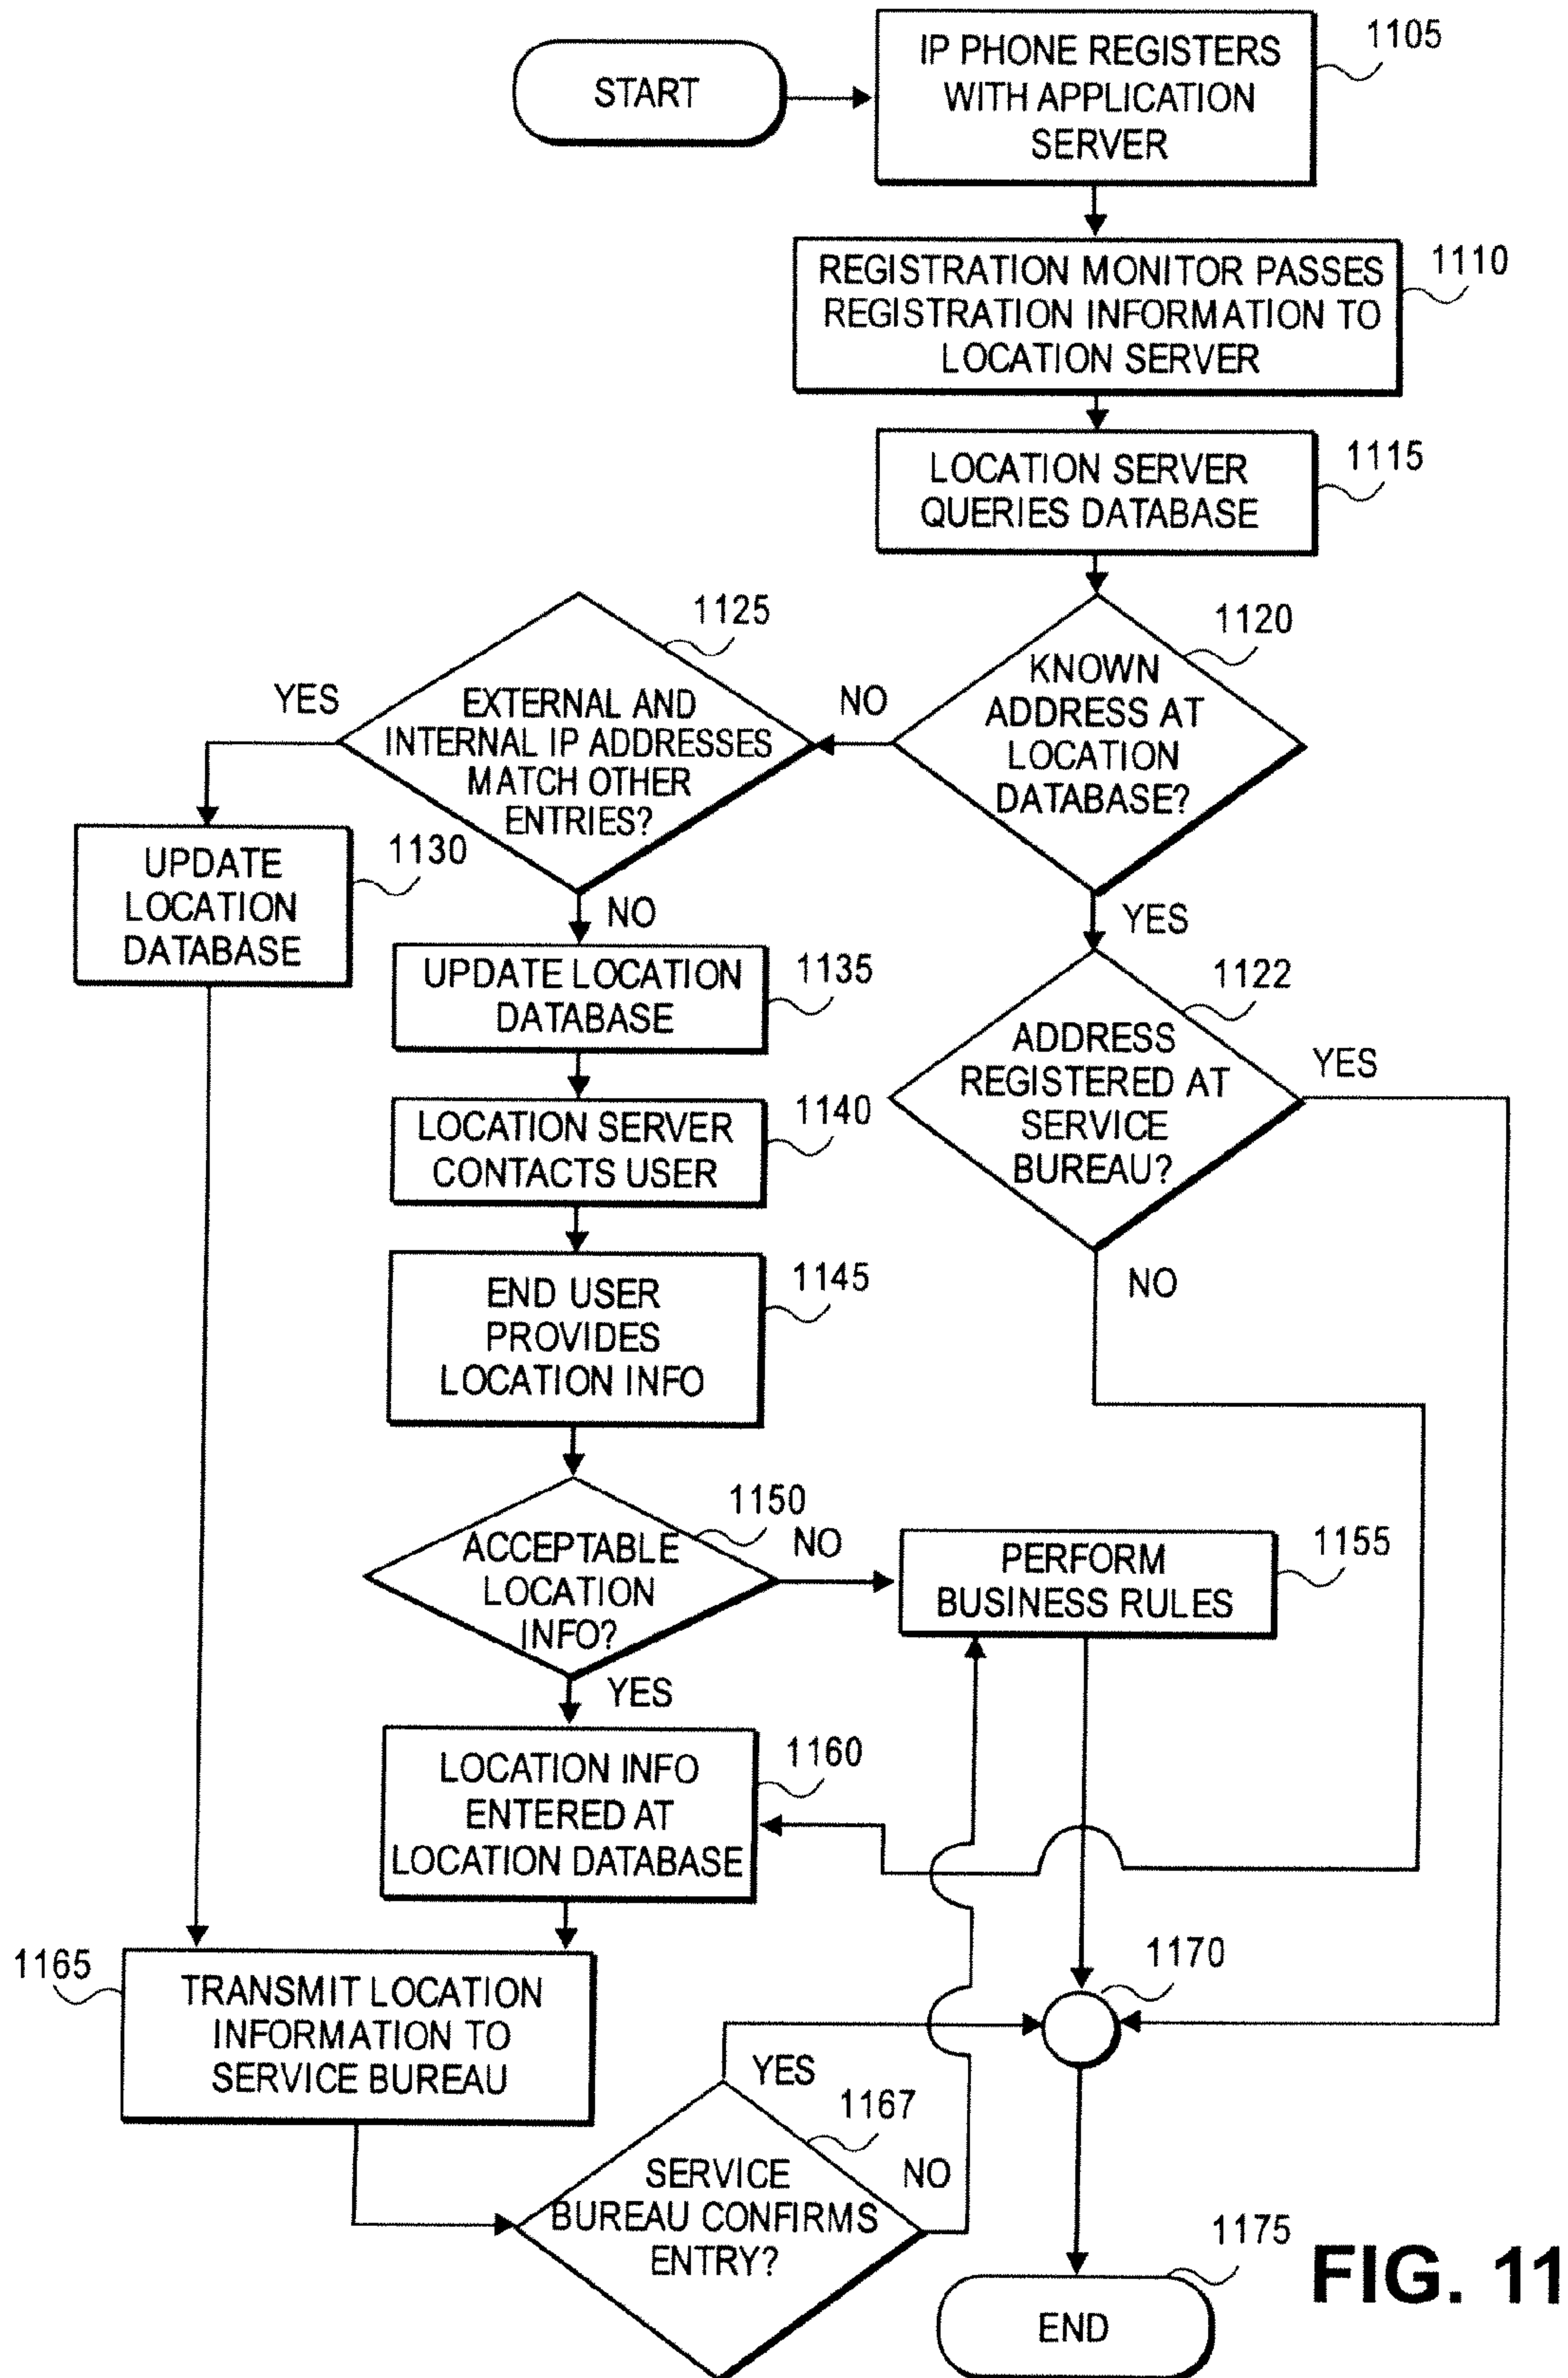 START
IP PHONE REGISTERS
WITH APPLICATION
SERVER
1105
REGISTRATION MONITOR PASSES
REGISTRATION INFORMATION TO
LOCATION SERVER
1110
LOCATION SERVER
QUERIES DATABASE
1115
KNOWN
ADDRESS AT
LOCATION
DATABASE?
1120
NO
YES
EXTERNAL AND
INTERNAL IP ADDRESSES
MATCH OTHER
ENTRIES?
1125
YES
NO
UPDATE
LOCATION
DATABASE
1130
ADDRESS
REGISTERED AT
SERVICE
BUREAU?
1122
YES
NO
UPDATE LOCATION
DATABASE
1135
LOCATION SERVER
CONTACTS USER
1140
END USER
PROVIDES
LOCATION INFO
1145
ACCEPTABLE
LOCATION
INFO?
1150
NO
YES
PERFORM
BUSINESS RULES
1155
LOCATION INFO
ENTERED AT
LOCATION DATABASE
1160
1165
TRANSMIT LOCATION
INFORMATION TO
SERVICE BUREAU
1170
YES
1167
NO
SERVICE
BUREAU CONFIRMS
ENTRY?
1175
END
FIG. 11